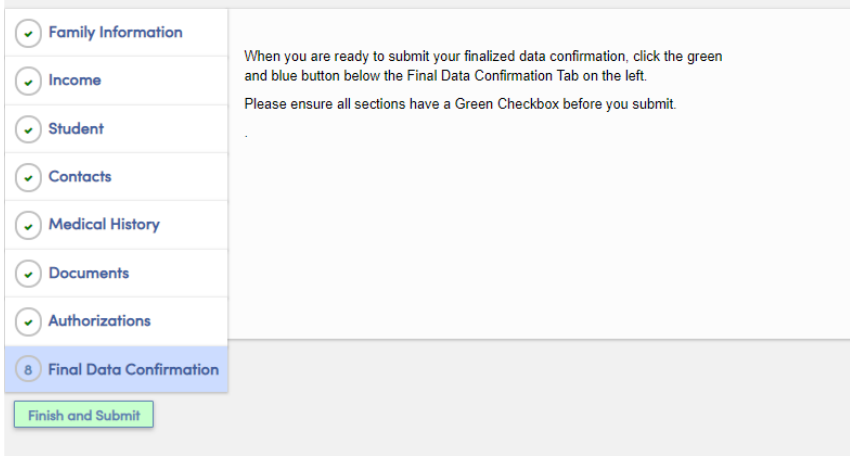 Family Information
Income
Student
Contacts
Medical History
Documents
Authorizations
8 Final Data Confirmation
Finish and Submit
When you are ready to submit your finalized data confirmation, click the green
and blue button below the Final Data Confirmation Tab on the left.
Please ensure all sections have a Green Checkbox before you submit.
.